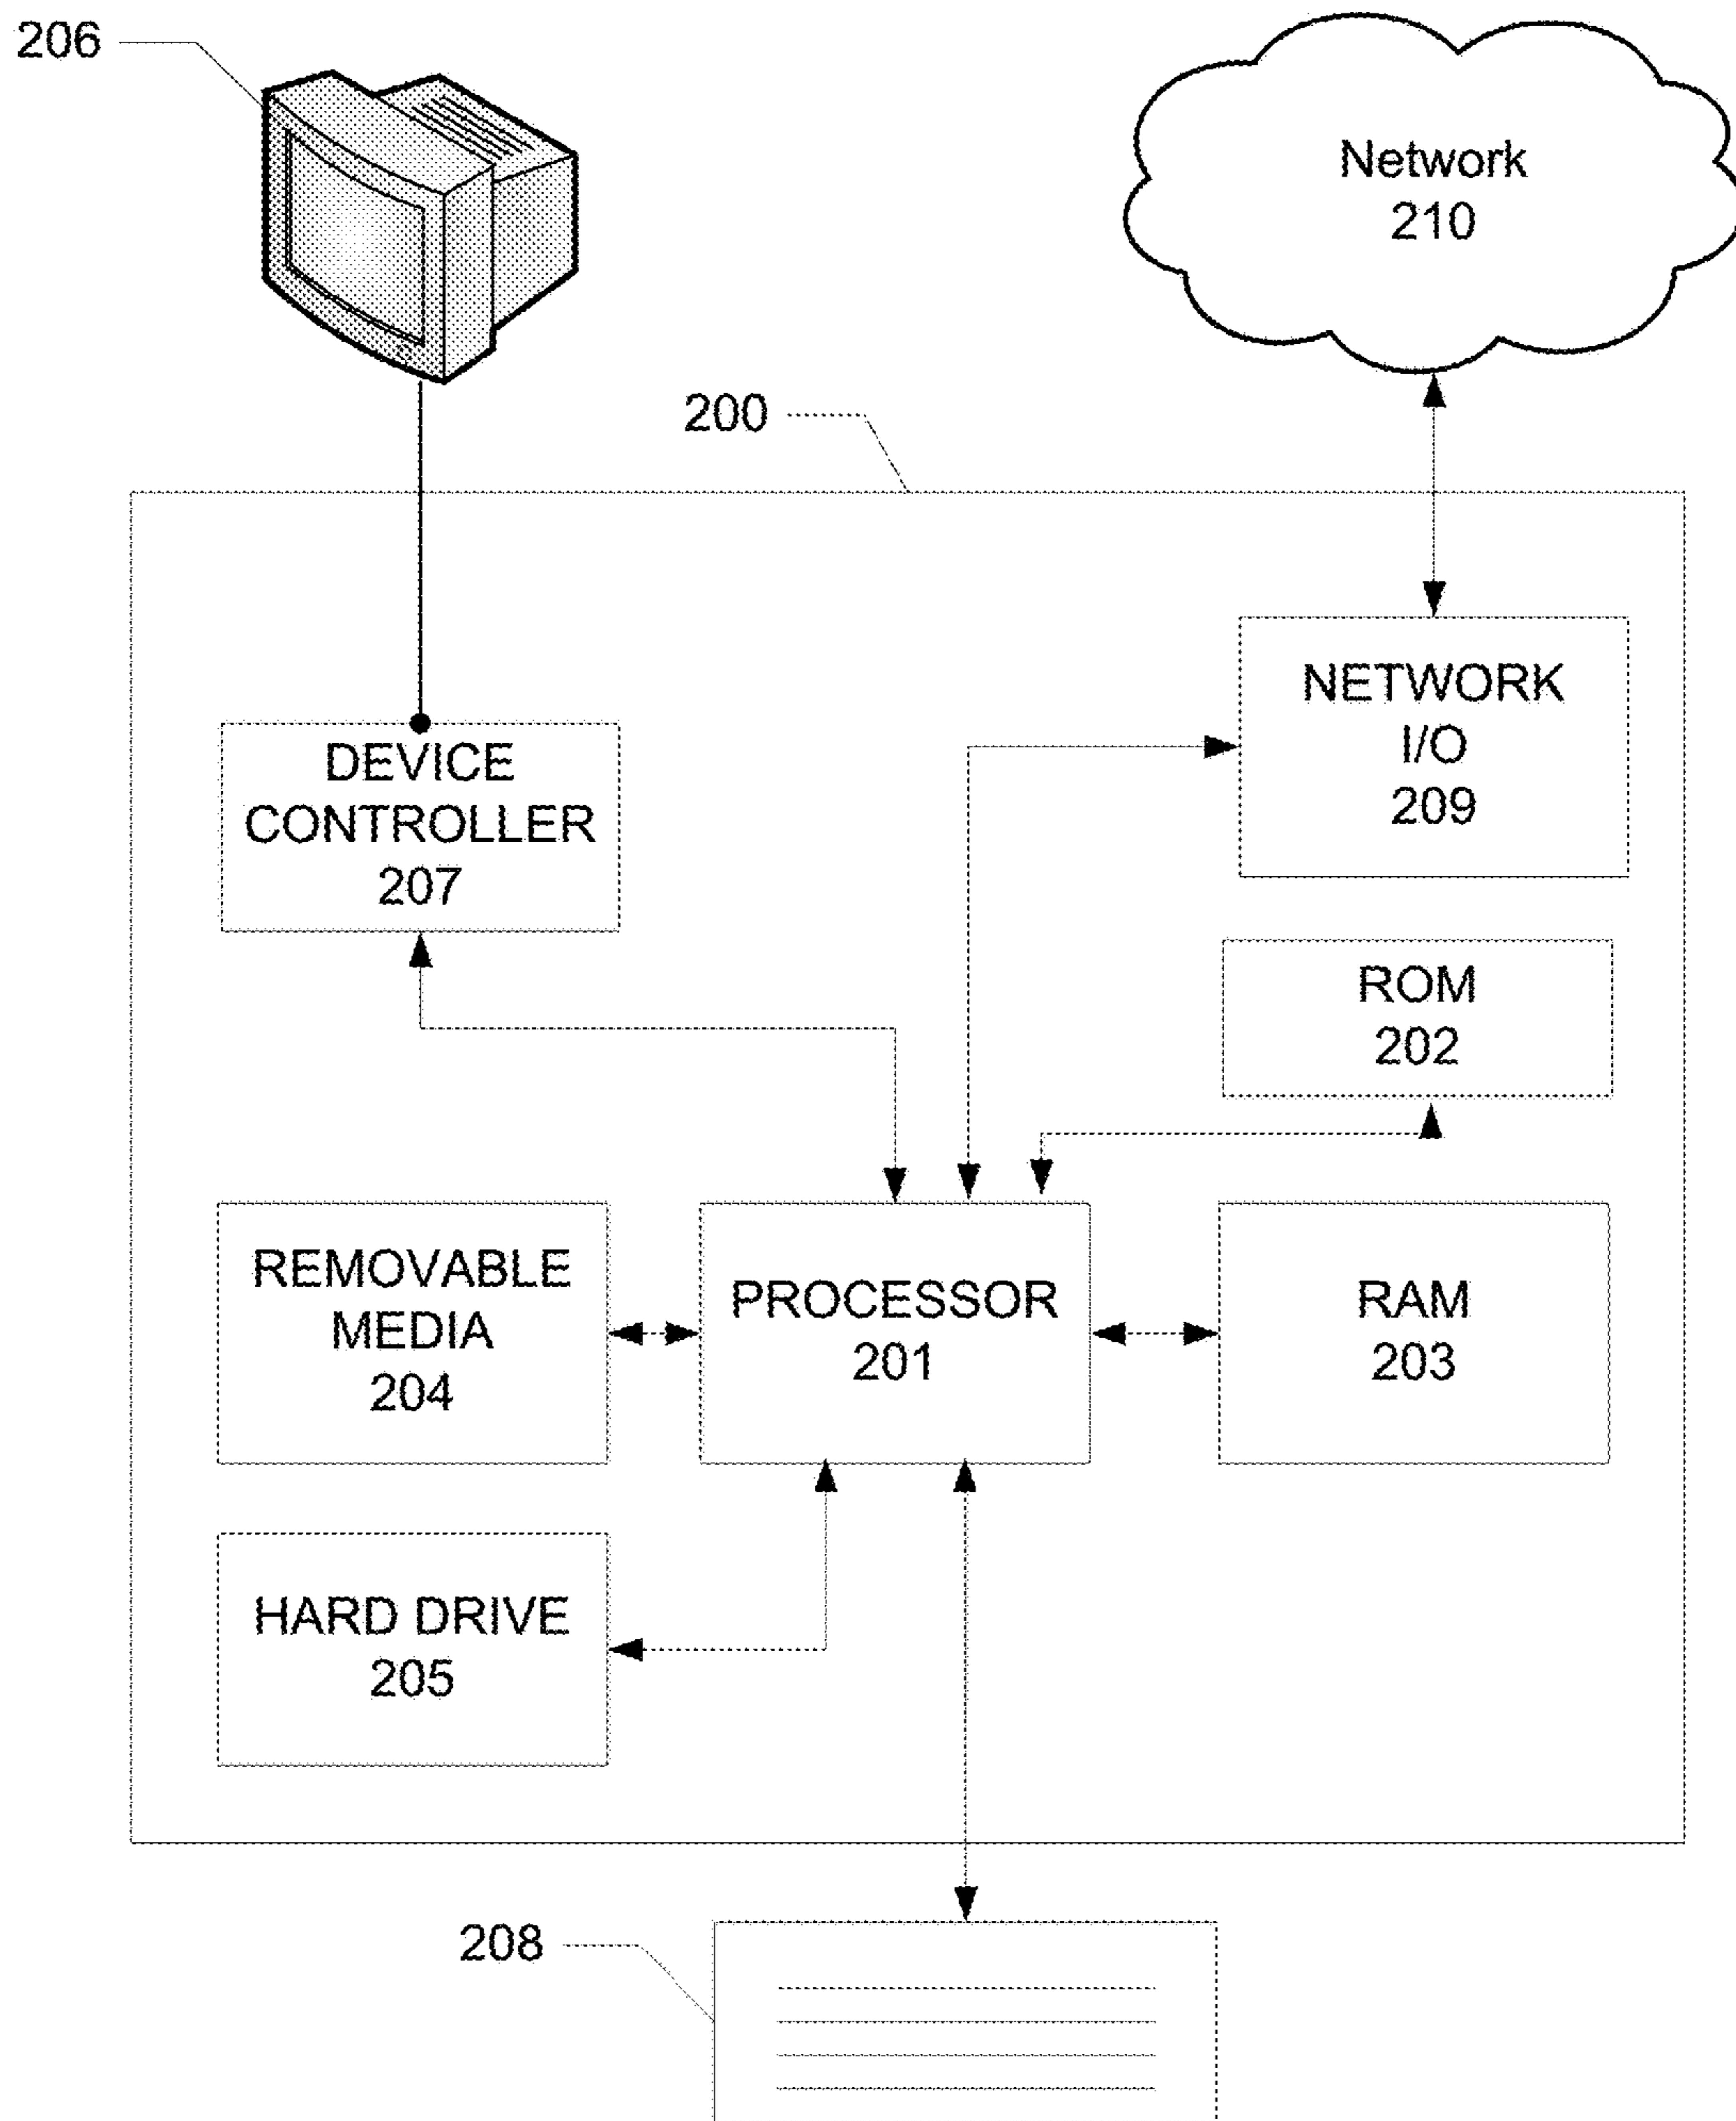 206
Network
210
200
NETWORK
I/O
209
DEVICE
CONTROLLER
207
ROM
202
REMOVABLE
MEDIA
204
PROCESSOR
201
RAM
203
HARD DRIVE
205
208